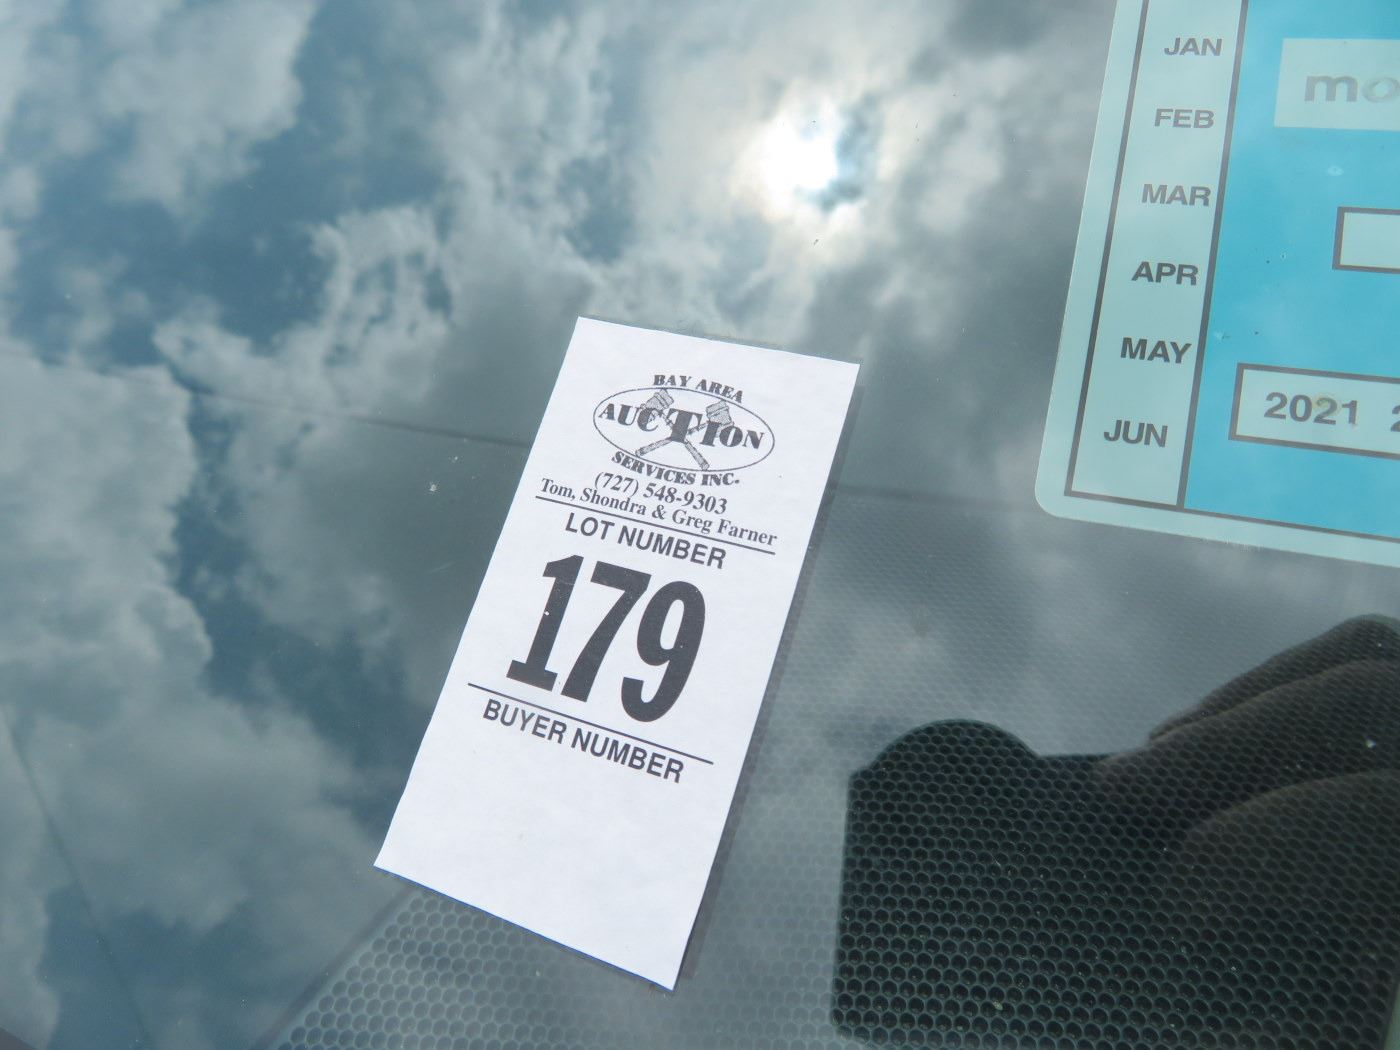 BAY AREA
AUCTION
SERVICES INC.
(727) 548-9303
Tom, Shondra & Greg Farner
LOT NUMBER
179
BUYER NUMBER
JAN
FEB
MAR
APR
MAY
JUN
2021